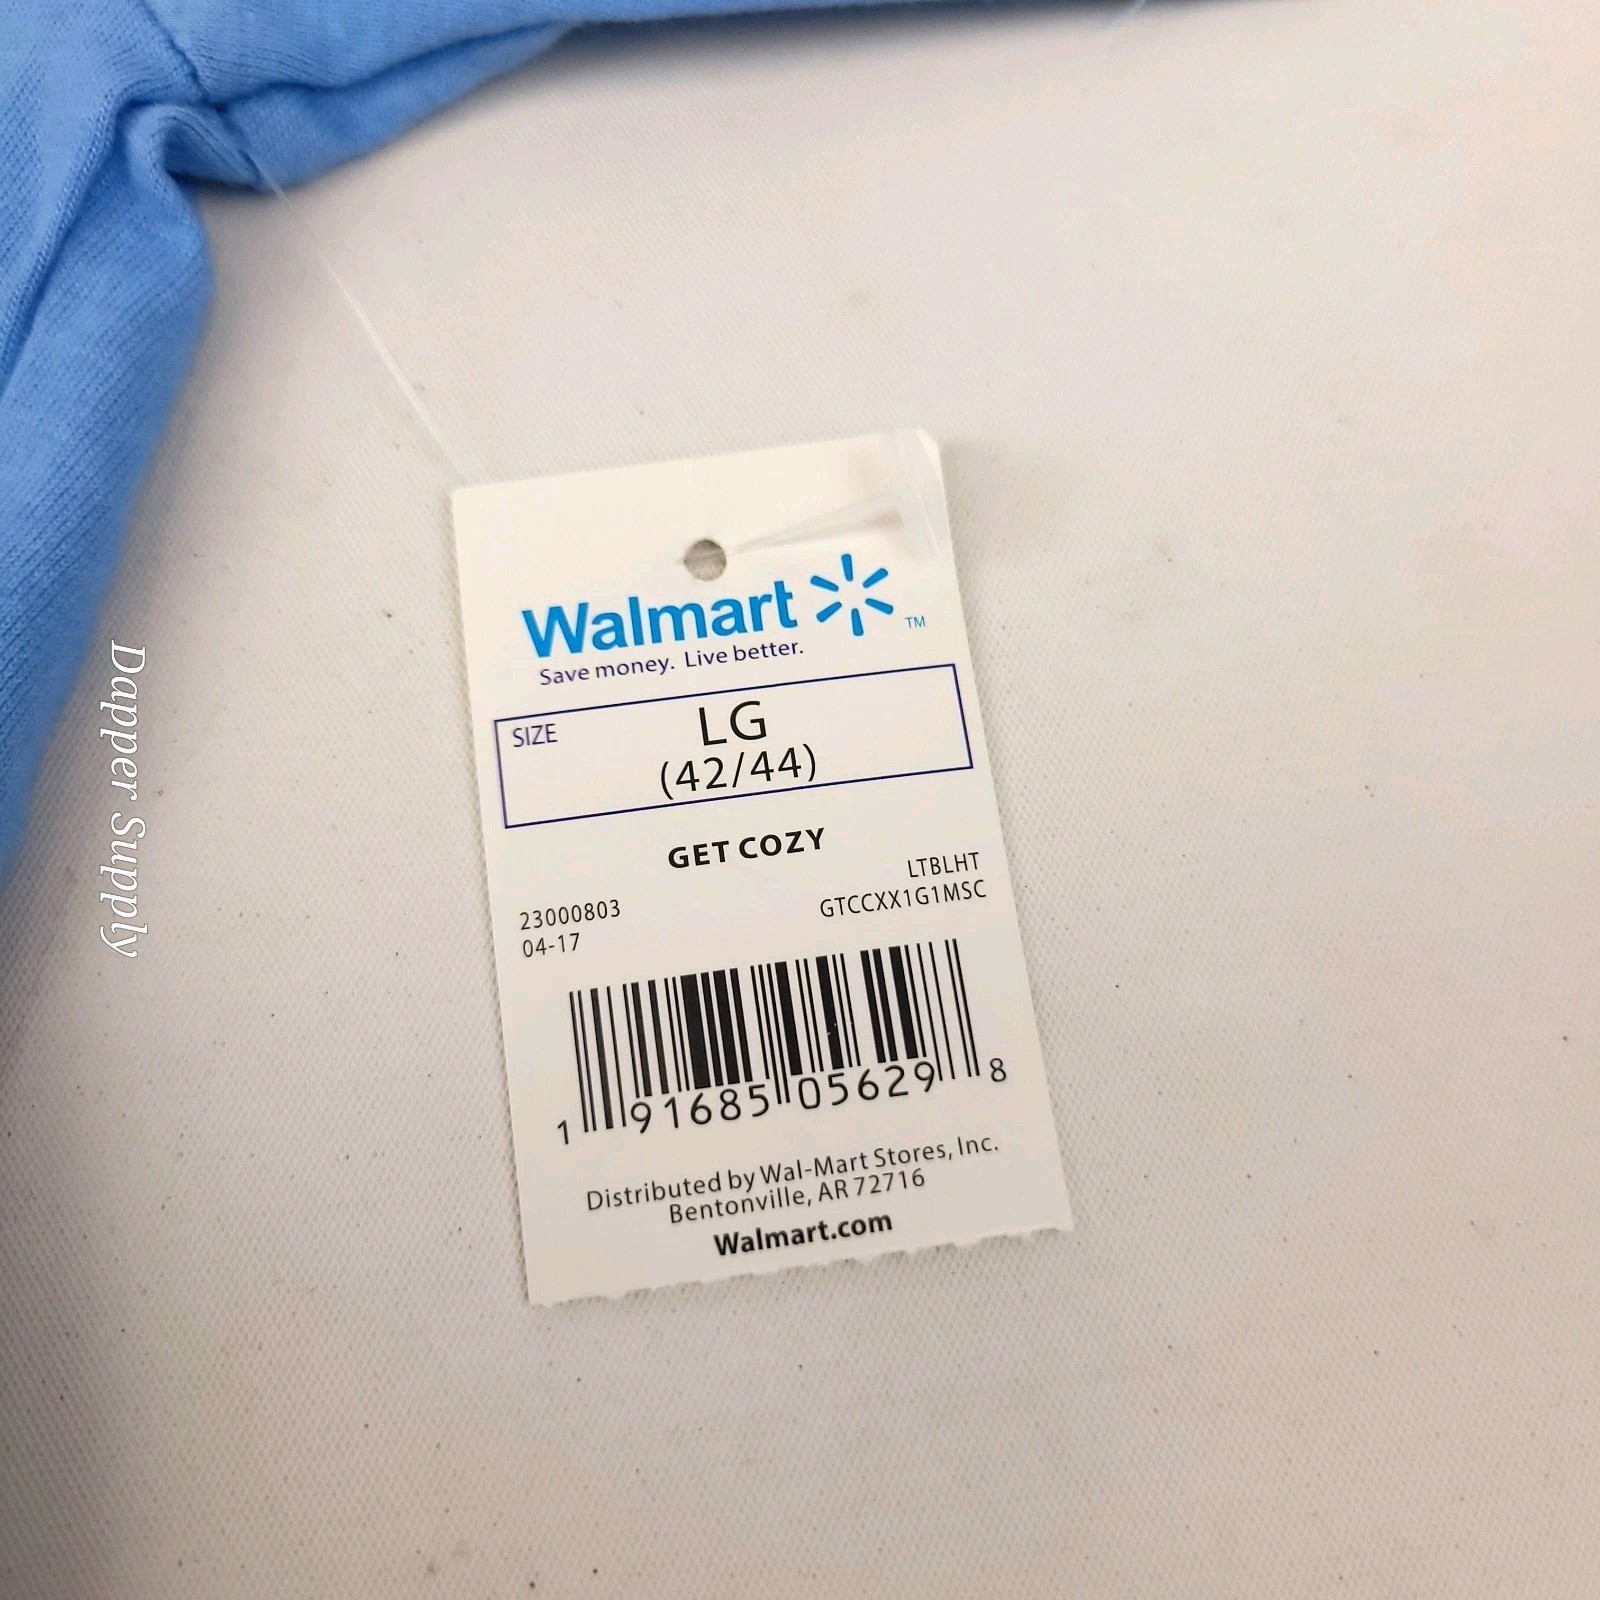 Walmart
TM
Save money. Live better.
SIZE
LG
(42/44)
GET COZY
LTBLHT
23000803
GTCCXX1G1MSC
04-17
1 91685 05629 8
Distributed by Wal-Mart Stores, Inc.
Bentonville, AR 72716
Walmart.com
Dapper Supply